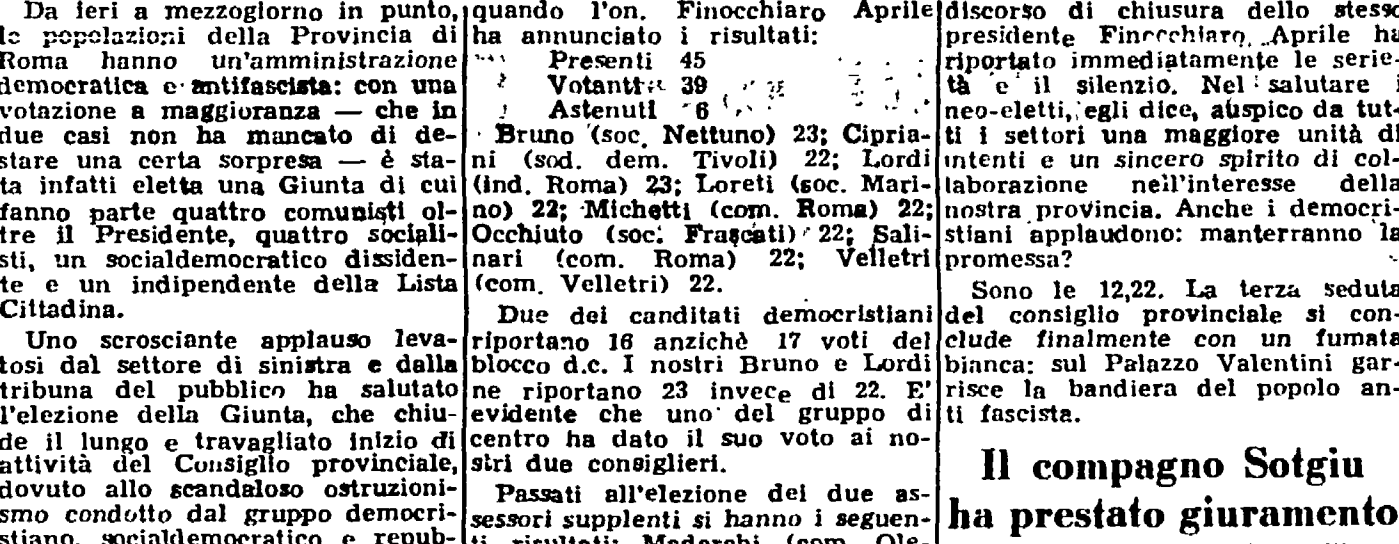 Da ieri a mezzogiorno in punto,
le popolazioni della Provincia di
Roma hanno un'amministrazione
democratica e antifascista: con una
votazione a maggioranza — che in
due casi non ha mancato di de-
stare una certa sorpresa — è sta-
ta infatti eletta una Giunta di cui
fanno parte quattro comunisti ol-
tre il Presidente, quattro sociali-
sti, un socialdemocratico dissiden-
te e un indipendente della Lista
Cittadina.
Uno scrosciante applauso leva-
tosi dal settore di sinistra e dalla
tribuna del pubblico ha salutato
l'elezione della Giunta, che chiu-
de il lungo e travagliato inizio di
attività del Consiglio provinciale,
dovuto allo scandaloso ostruzioni-
smo condotto dal gruppo democri-
stiano, socialdemocratico e repub-
quando l'on. Finocchiaro Aprile
ha annunciato i risultati:
Presenti 45
Votanti 39
Astenuti 6
Bruno (soc. Nettuno) 23; Cipria-
ni (sod. dem. Tivoli) 22; Lordi
(ind. Roma) 23; Loreti (soc. Mari-
no) 22; Michetti (com. Roma) 22;
Occhiuto (soc. Frascati) 22; Sali-
nari (com. Roma) 22; Velletri
(com. Velletri) 22.
Due dei canditati democristiani
riportano 16 anzichè 17 voti del
blocco d.c. I nostri Bruno e Lordi
ne riportano 23 invece di 22. E'
evidente che uno del gruppo di
centro ha dato il suo voto ai no-
stri due consiglieri.
Passati all'elezione dei due as-
sessori supplenti si hanno i seguen-
ti risultati: Maderchi (com. Ole-
discorso di chiusura dello stesso
presidente Finocchiaro Aprile ha
riportato immediatamente le serie-
tà e il silenzio. Nel salutare i
neo-eletti, egli dice, auspico da tut-
ti i settori una maggiore unità di
intenti e un sincero spirito di col-
laborazione nell'interesse della
nostra provincia. Anche i democri-
stiani applaudono: manterranno la
promessa?
Sono le 12,22. La terza seduta
del consiglio provinciale si con-
clude finalmente con un fumata
bianca: sul Palazzo Valentini gar-
risce la bandiera del popolo an-
ti fascista.
Il compagno Sotgiu
ha prestato giuramento